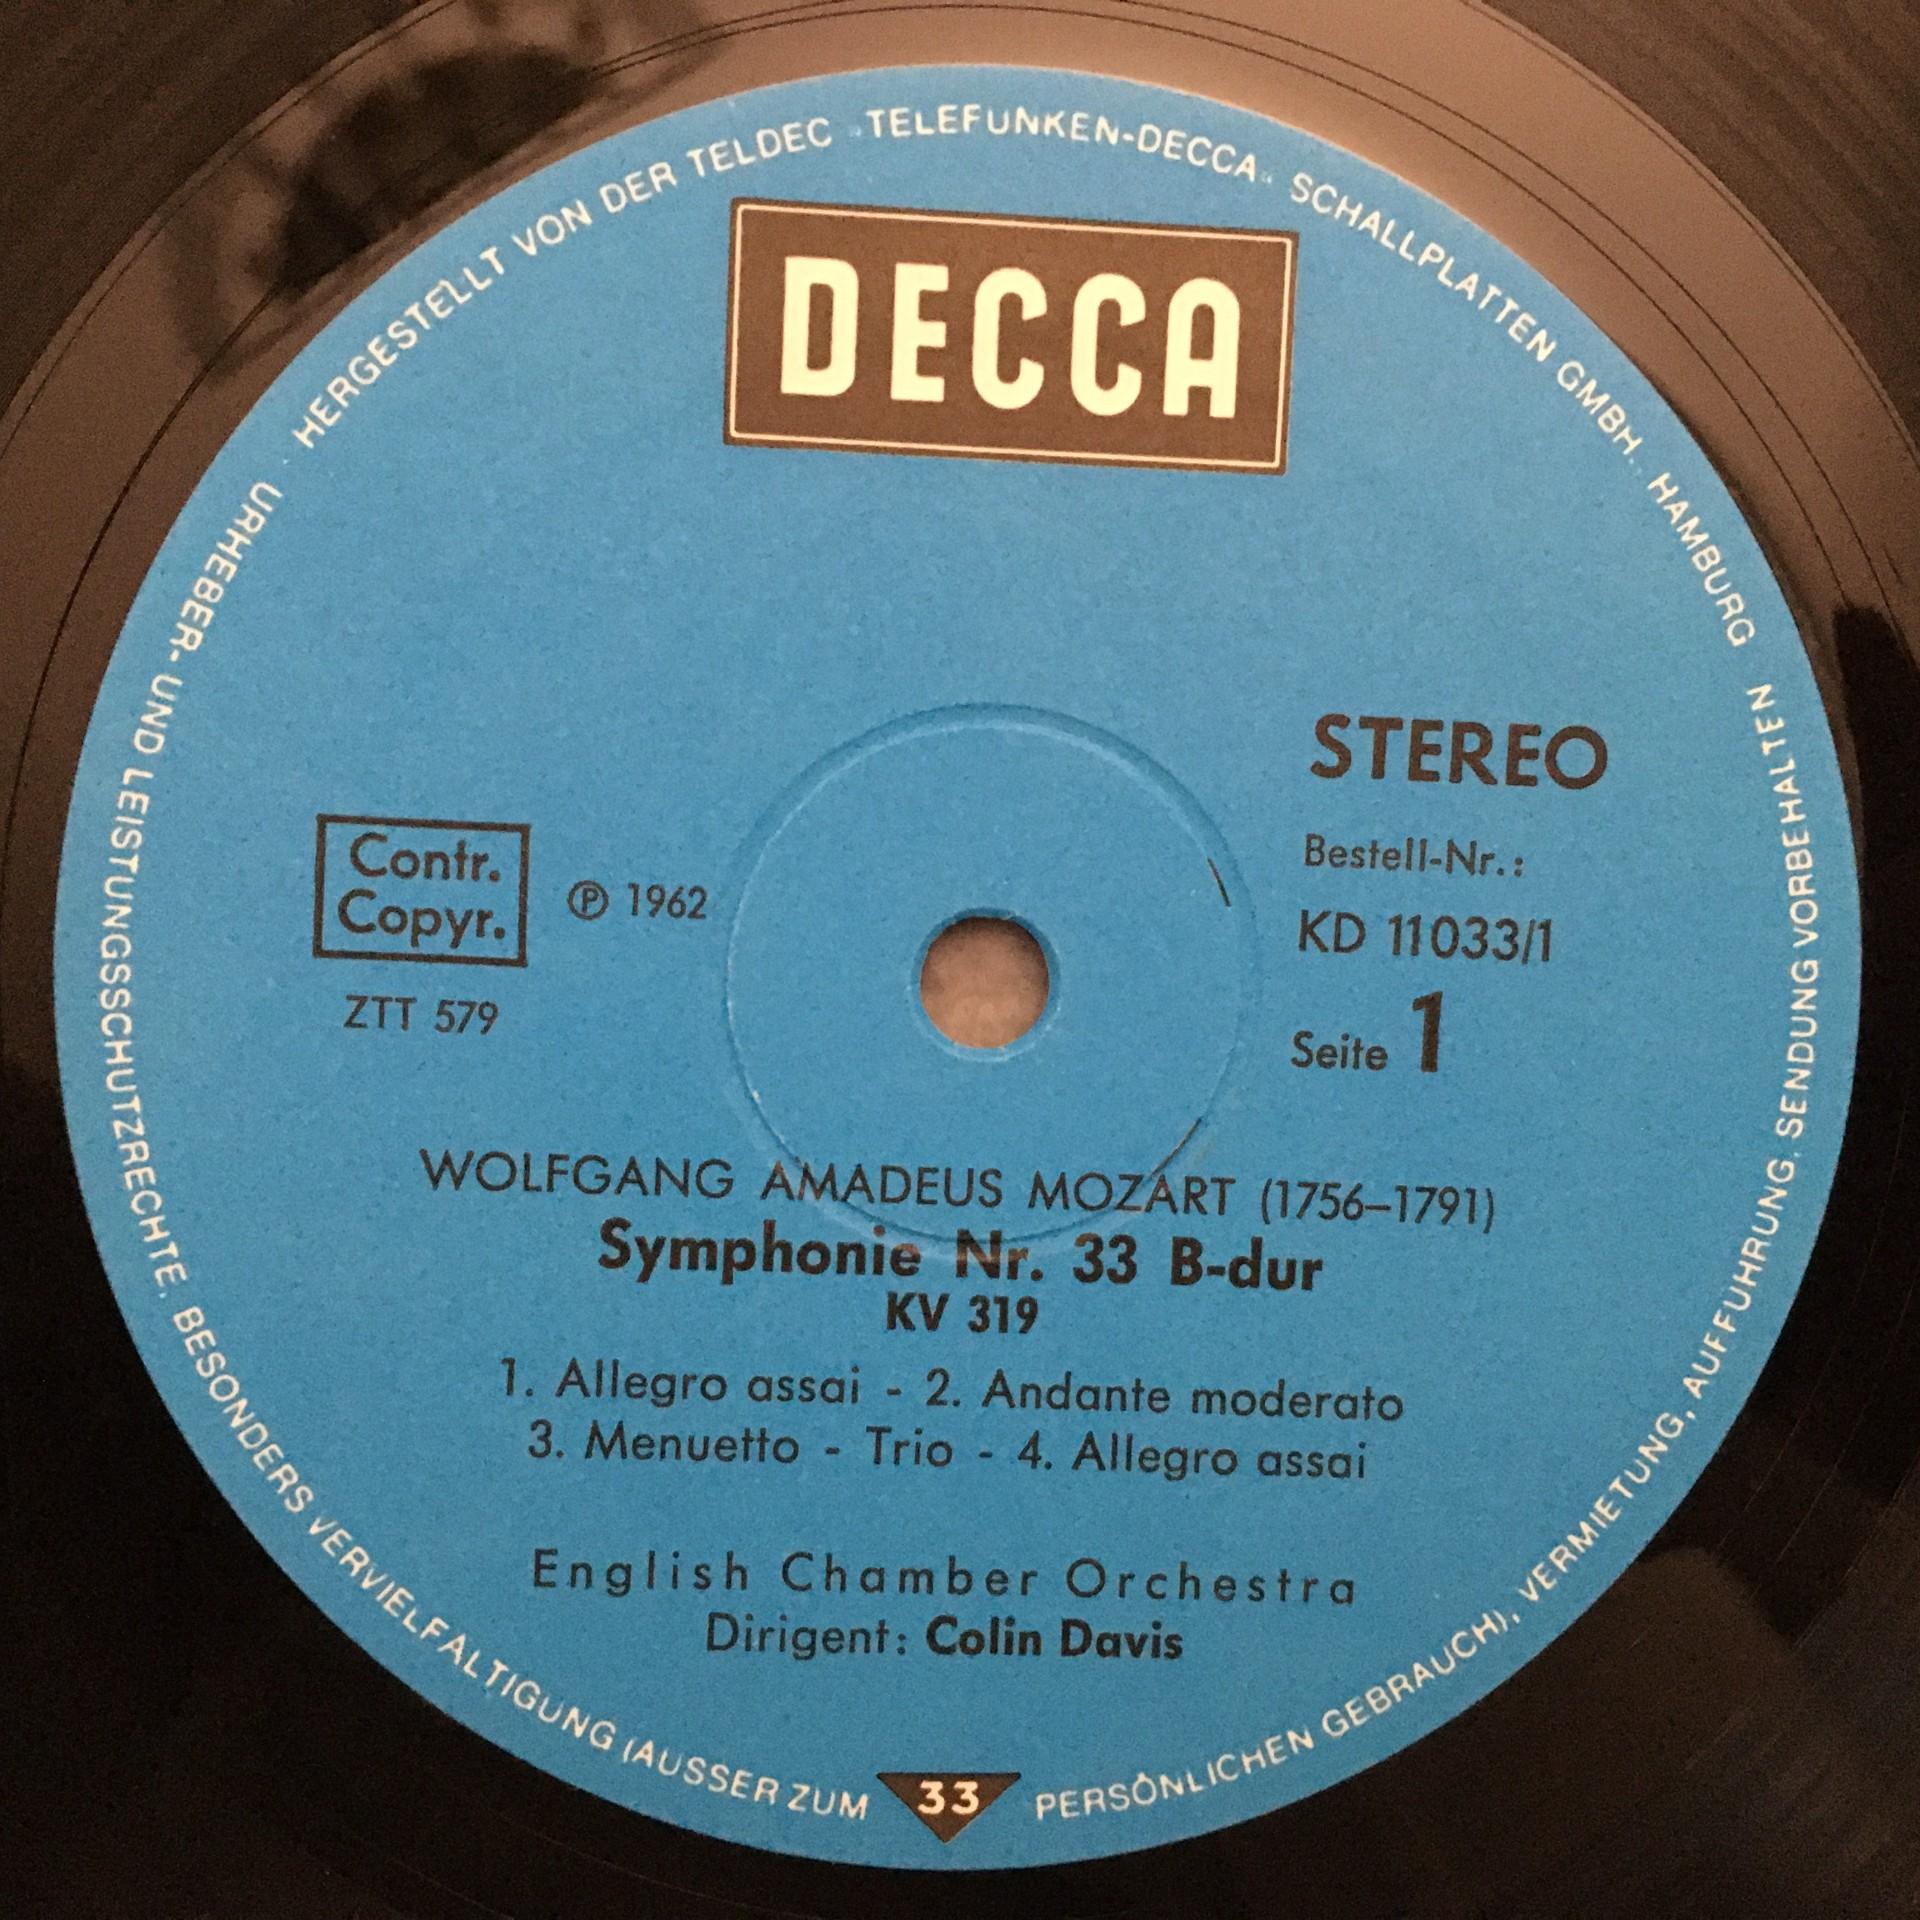 HERGESTELLT VON DER TELDEC „TELEFUNKEN-DECCA“ SCHALLPLATTEN GMBH., HAMBURG
DECCA
STEREO
Contr.
Copyr.
Ⓟ 1962
ZTT 579
Bestell-Nr.:
KD 11033/1
Seite 1
WOLFGANG AMADEUS MOZART (1756–1791)
Symphonie Nr. 33 B-dur
KV 319
1. Allegro assai - 2. Andante moderato
3. Menuetto - Trio - 4. Allegro assai
English Chamber Orchestra
Dirigent: Colin Davis
33
URHEBER- UND LEISTUNGSSCHUTZRECHTE, BESONDERS VERVIELFÄLTIGUNG (AUSSER ZUM PERSÖNLICHEN GEBRAUCH), VERMIETUNG, AUFFÜHRUNG, SENDUNG VORBEHALTEN